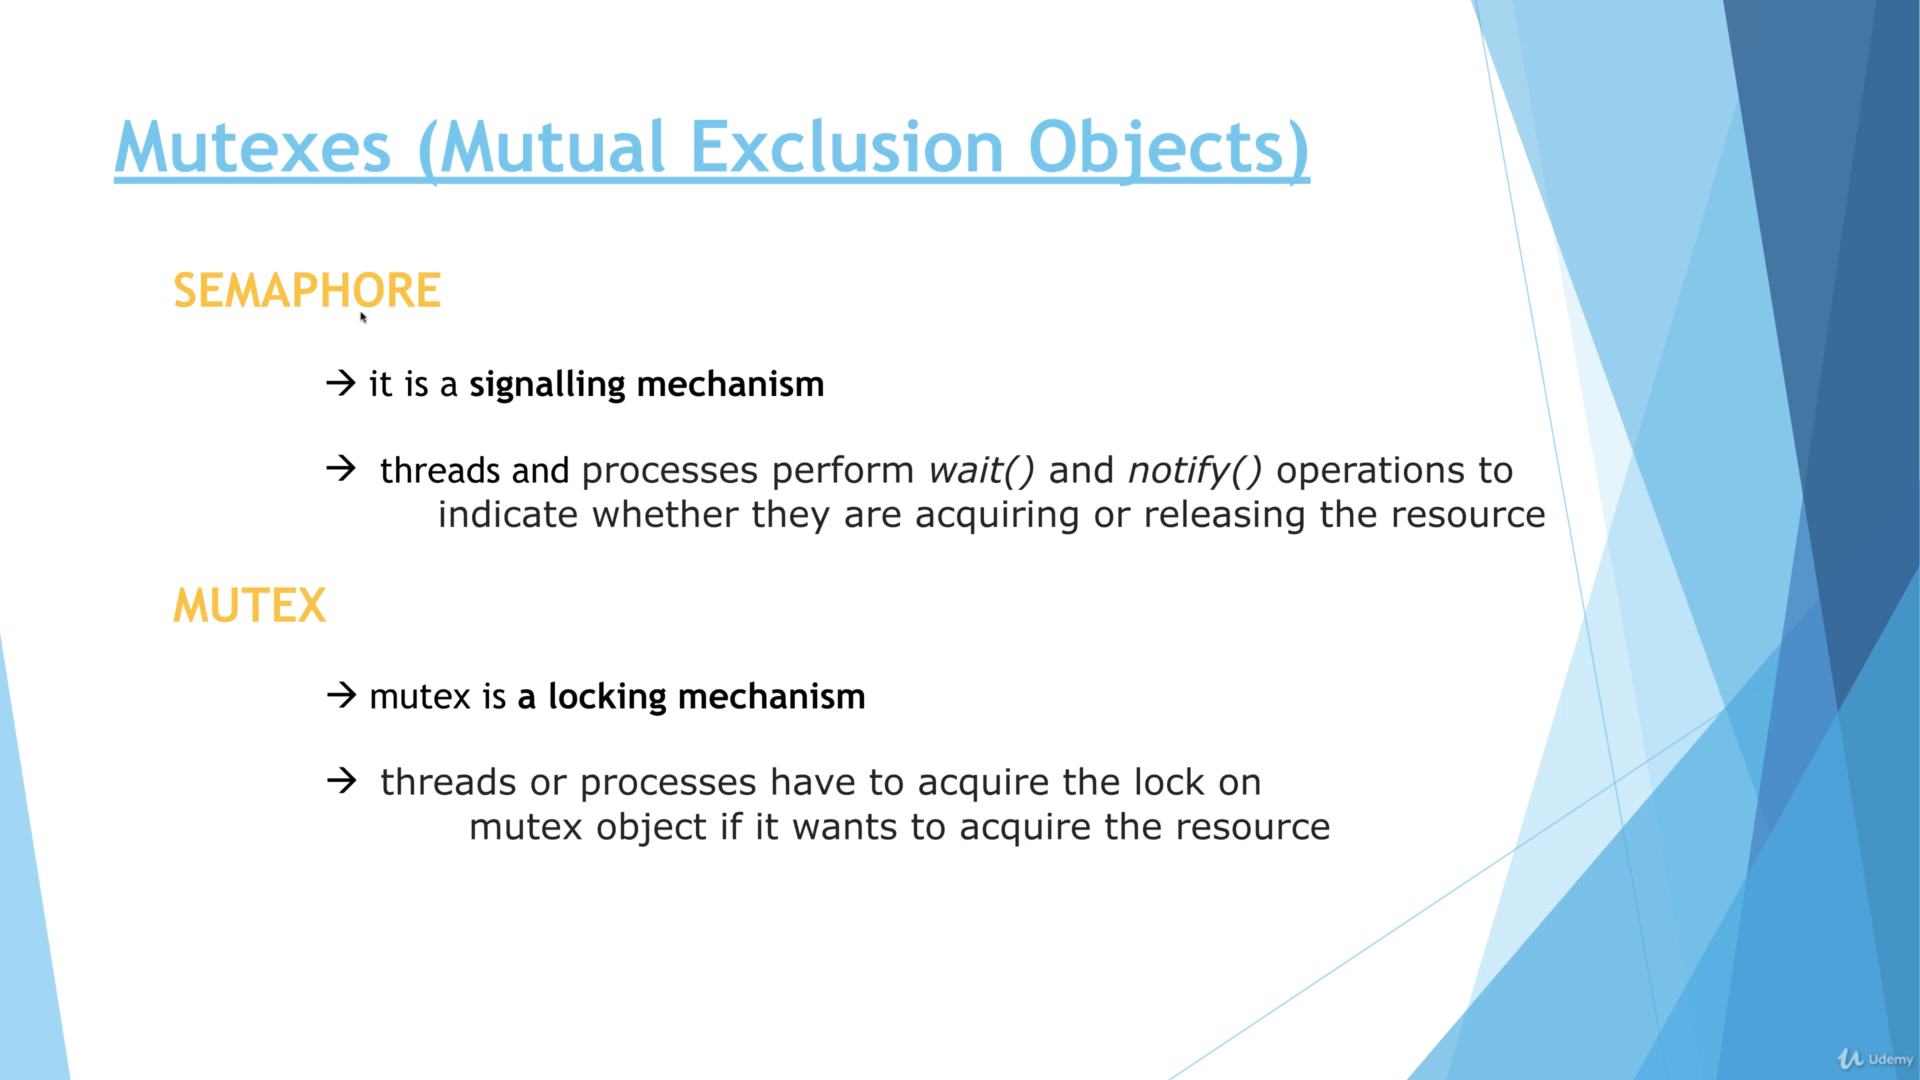 Mutexes (Mutual Exclusion Objects)
SEMAPHORE
→ it is a signalling mechanism
→ threads and processes perform wait() and notify() operations to
indicate whether they are acquiring or releasing the resource
MUTEX
→ mutex is a locking mechanism
→ threads or processes have to acquire the lock on
mutex object if it wants to acquire the resource
Udemy